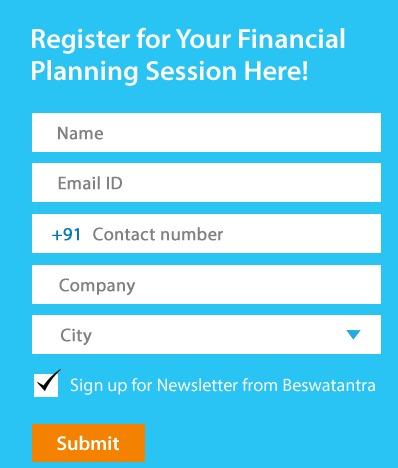 Register for Your Financial
Planning Session Here!
Name
Email ID
+91 Contact number
Company
City
Sign up for Newsletter from Beswatantra
Submit